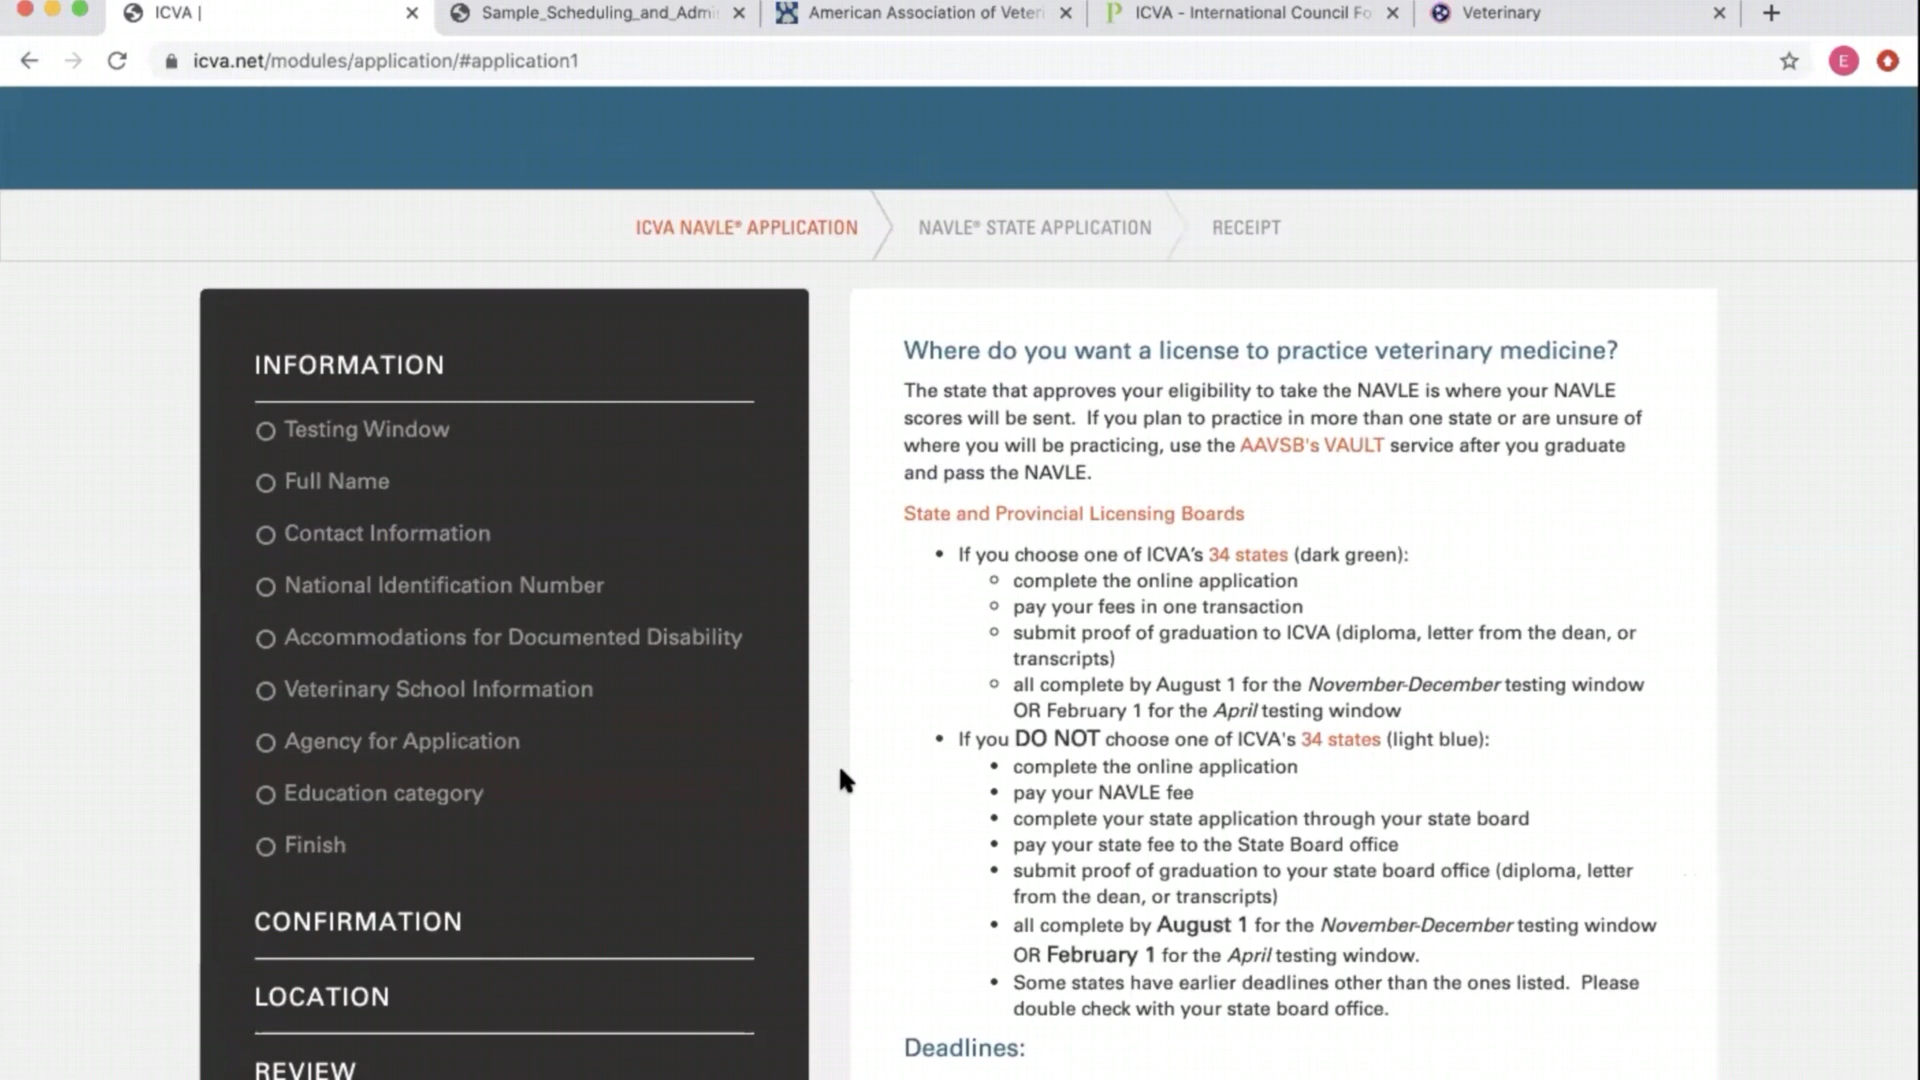 ICVA |
Sample_Scheduling_and_Admi
American Association of Veteri
ICVA - International Council Fo
Veterinary
icva.net/modules/application/#application1
E
ICVA NAVLE® APPLICATION
NAVLE® STATE APPLICATION
RECEIPT
INFORMATION
Testing Window
Full Name
Contact Information
National Identification Number
Accommodations for Documented Disability
Veterinary School Information
Agency for Application
Education category
Finish
CONFIRMATION
LOCATION
REVIEW
Where do you want a license to practice veterinary medicine?
The state that approves your eligibility to take the NAVLE is where your NAVLE
scores will be sent. If you plan to practice in more than one state or are unsure of
where you will be practicing, use the AAVSB's VAULT service after you graduate
and pass the NAVLE.
State and Provincial Licensing Boards
• If you choose one of ICVA's 34 states (dark green):
○ complete the online application
○ pay your fees in one transaction
○ submit proof of graduation to ICVA (diploma, letter from the dean, or
transcripts)
○ all complete by August 1 for the November-December testing window
OR February 1 for the April testing window
• If you DO NOT choose one of ICVA's 34 states (light blue):
• complete the online application
• pay your NAVLE fee
• complete your state application through your state board
• pay your state fee to the State Board office
• submit proof of graduation to your state board office (diploma, letter
from the dean, or transcripts)
• all complete by August 1 for the November-December testing window
OR February 1 for the April testing window.
• Some states have earlier deadlines other than the ones listed. Please
double check with your state board office.
Deadlines: